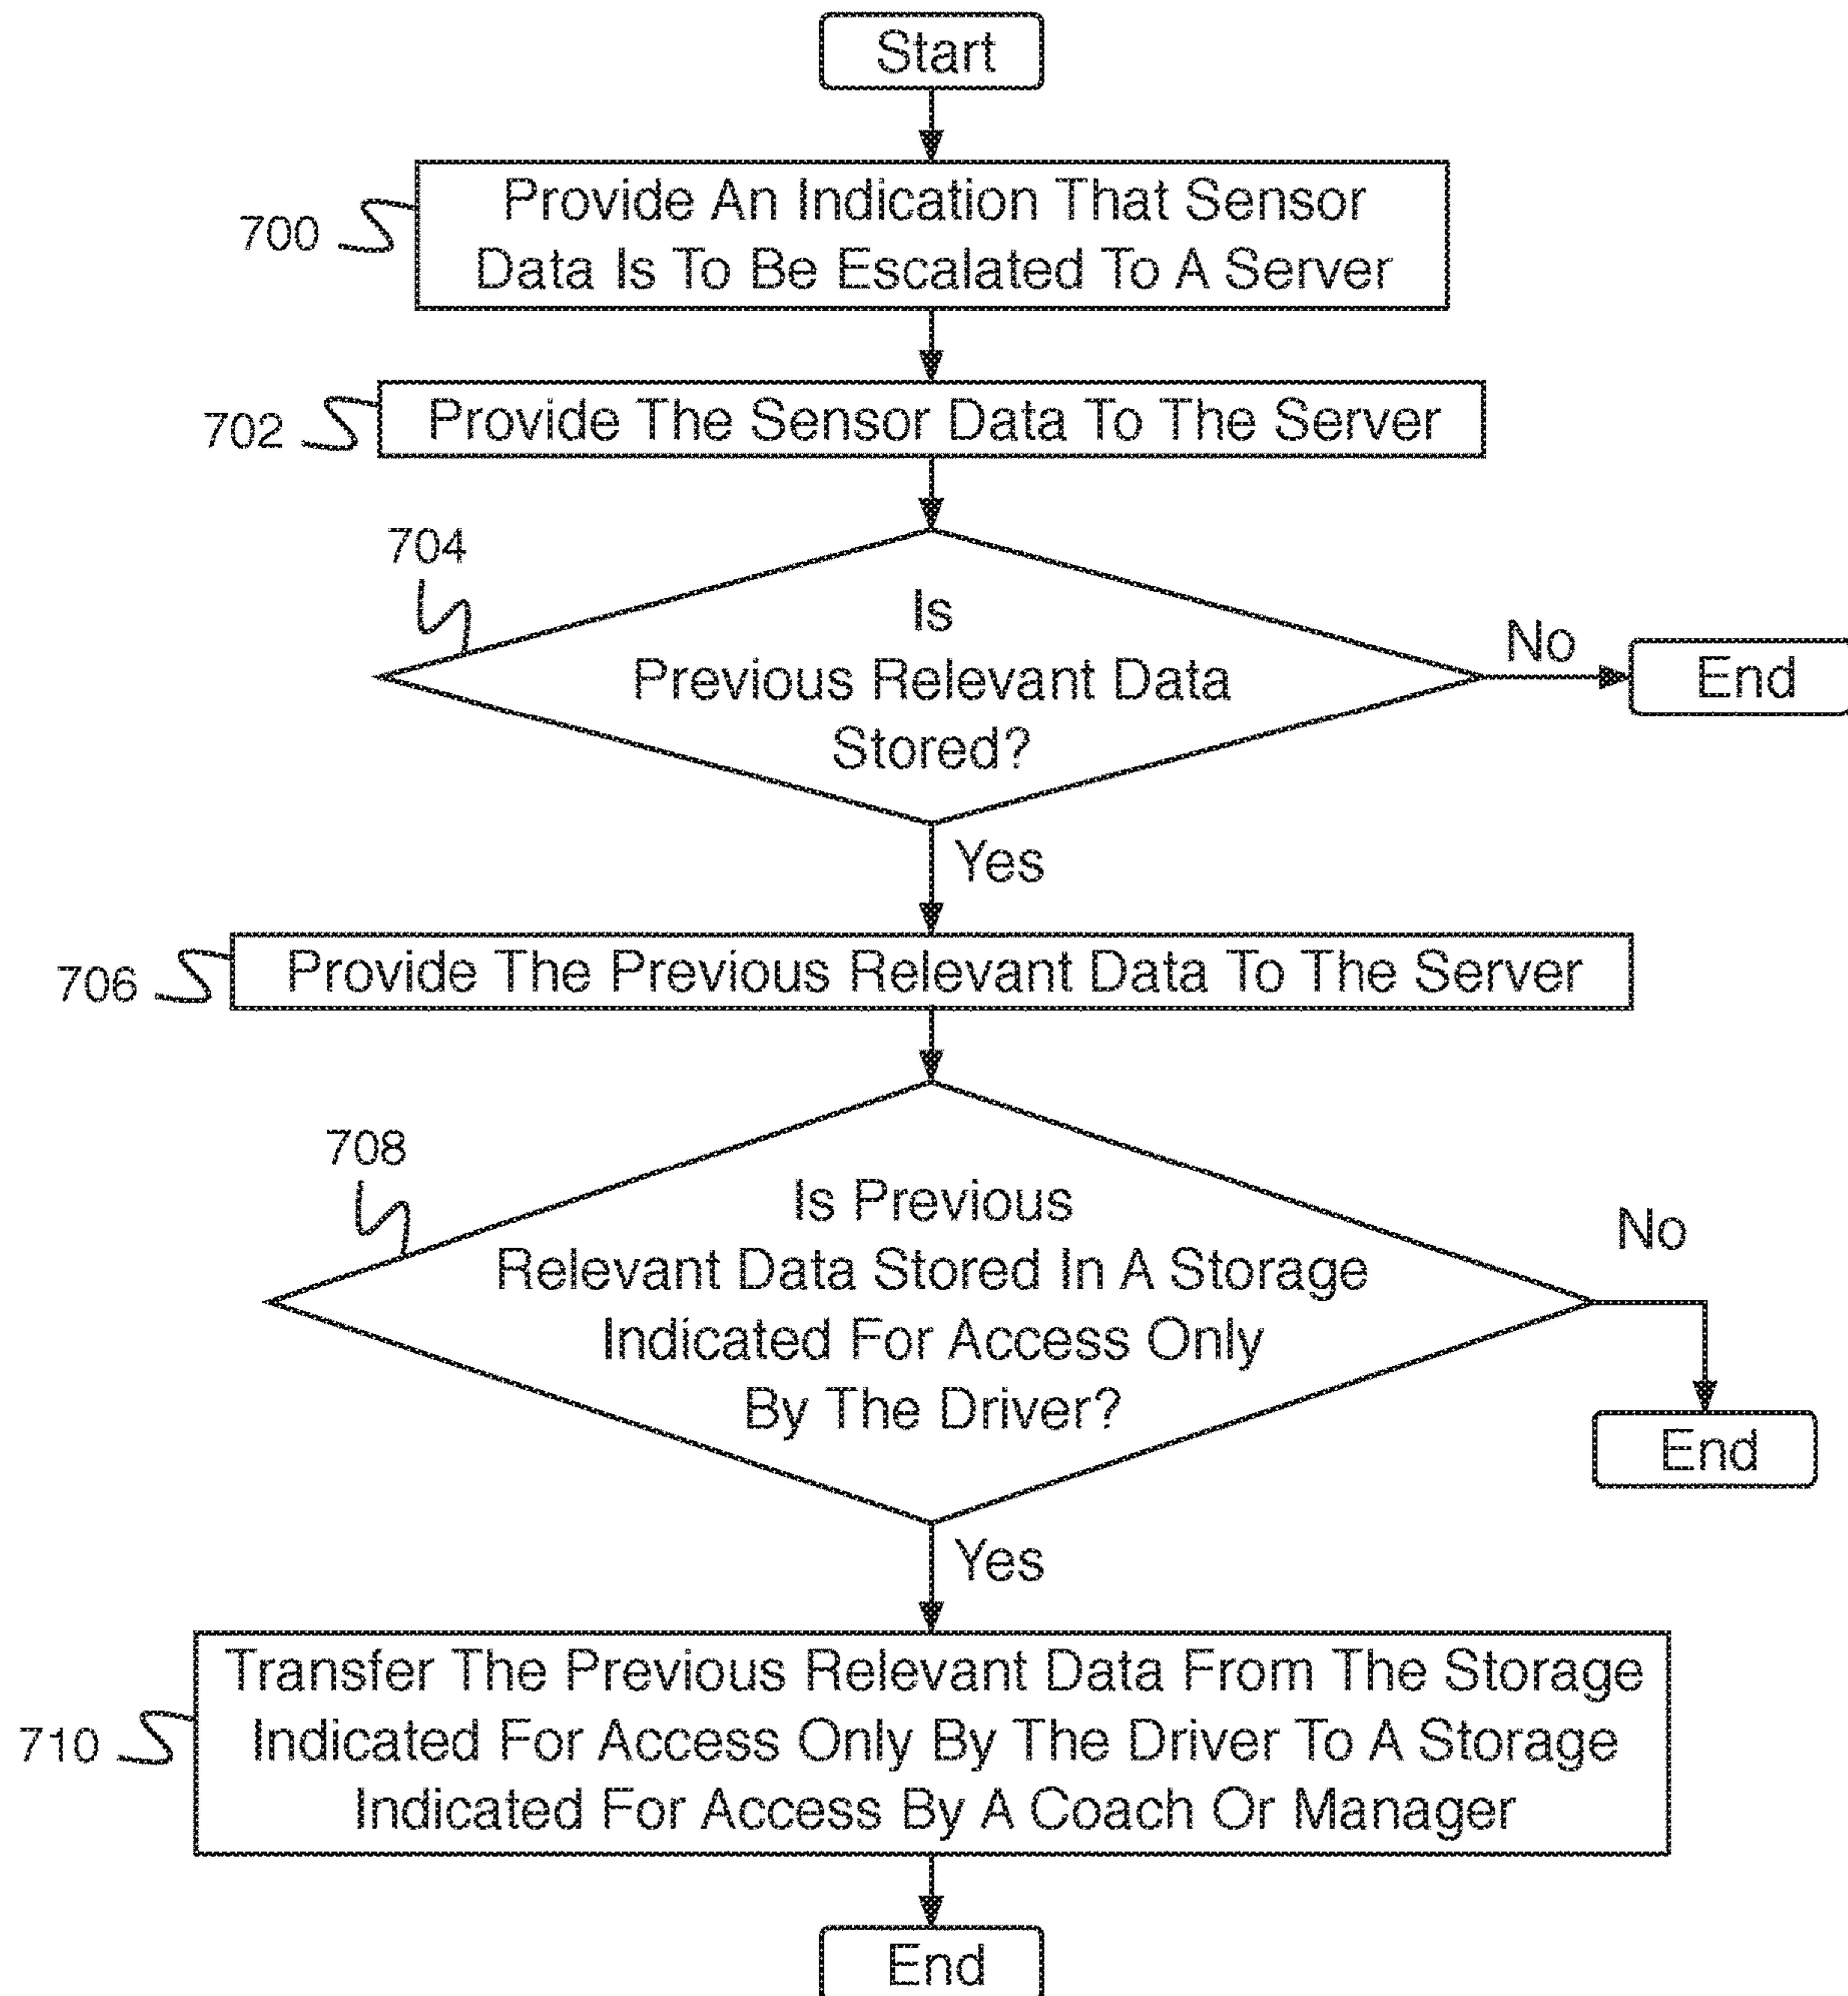 Start
700
Provide An Indication That Sensor
Data Is To Be Escalated To A Server
702
Provide The Sensor Data To The Server
704
Is
Previous Relevant Data
Stored?
No
End
Yes
706
Provide The Previous Relevant Data To The Server
708
Is Previous
Relevant Data Stored In A Storage
Indicated For Access Only
By The Driver?
No
End
Yes
710
Transfer The Previous Relevant Data From The Storage
Indicated For Access Only By The Driver To A Storage
Indicated For Access By A Coach Or Manager
End